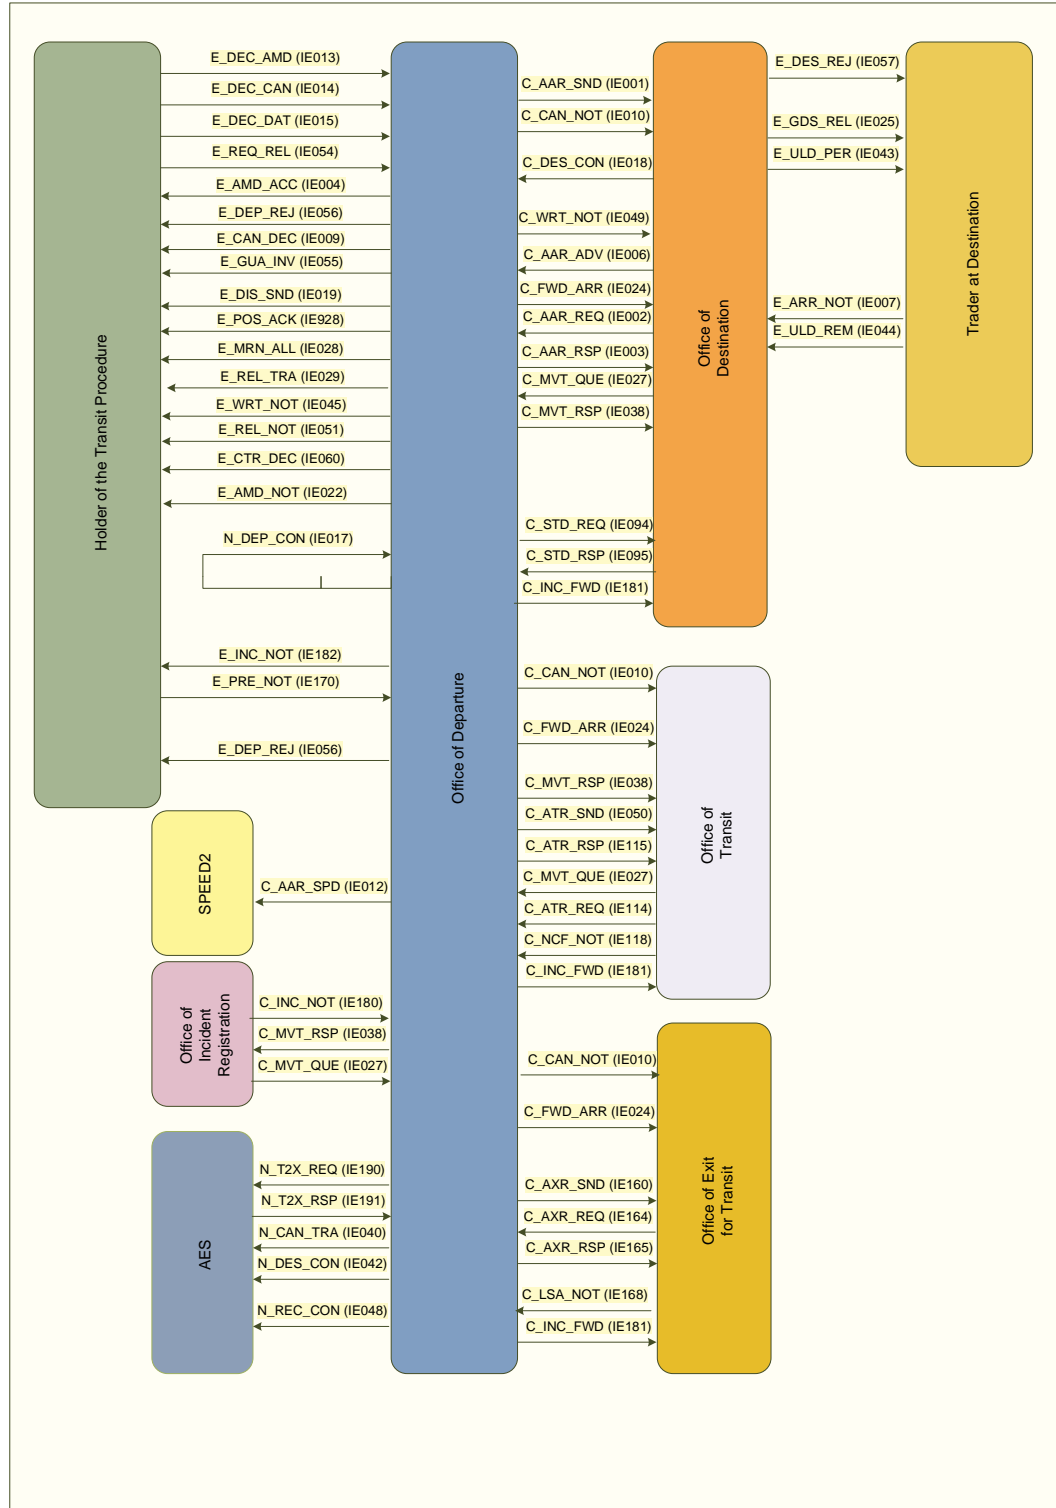 E_DEC_AMD (IE013)
E_DEC_CAN (IE014)
E_DEC_DAT (IE015)
E_REQ_REL (IE054)
E_AMD_ACC (IE004)
E_DEP_REJ (IE056)
E_CAN_DEC (IE009)
E_GUA_INV (IE055)
E_DIS_SND (IE019)
E_POS_ACK (IE928)
E_MRN_ALL (IE028)
E_REL_TRA (IE029)
E_WRT_NOT (IE045)
E_REL_NOT (IE051)
E_CTR_DEC (IE060)
E_AMD_NOT (IE022)
N_DEP_CON (IE017)
E_INC_NOT (IE182)
E_PRE_NOT (IE170)
E_DEP_REJ (IE056)
Holder of the Transit Procedure
SPEED2
C_AAR_SPD (IE012)
Office of
Incident
Registration
C_INC_NOT (IE180)
C_MVT_RSP (IE038)
C_MVT_QUE (IE027)
AES
N_T2X_REQ (IE190)
N_T2X_RSP (IE191)
N_CAN_TRA (IE040)
N_DES_CON (IE042)
N_REC_CON (IE048)
Office of Departure
C_AAR_SND (IE001)
C_CAN_NOT (IE010)
C_DES_CON (IE018)
C_WRT_NOT (IE049)
C_AAR_ADV (IE006)
C_FWD_ARR (IE024)
C_AAR_REQ (IE002)
C_AAR_RSP (IE003)
C_MVT_QUE (IE027)
C_MVT_RSP (IE038)
C_STD_REQ (IE094)
C_STD_RSP (IE095)
C_INC_FWD (IE181)
Office of
Destination
E_DES_REJ (IE057)
E_GDS_REL (IE025)
E_ULD_PER (IE043)
E_ARR_NOT (IE007)
E_ULD_REM (IE044)
Trader at Destination
C_CAN_NOT (IE010)
C_FWD_ARR (IE024)
C_MVT_RSP (IE038)
C_ATR_SND (IE050)
C_ATR_RSP (IE115)
C_MVT_QUE (IE027)
C_ATR_REQ (IE114)
C_NCF_NOT (IE118)
C_INC_FWD (IE181)
Office of
Transit
C_CAN_NOT (IE010)
C_FWD_ARR (IE024)
C_AXR_SND (IE160)
C_AXR_REQ (IE164)
C_AXR_RSP (IE165)
C_LSA_NOT (IE168)
C_INC_FWD (IE181)
Office of Exit
for Transit